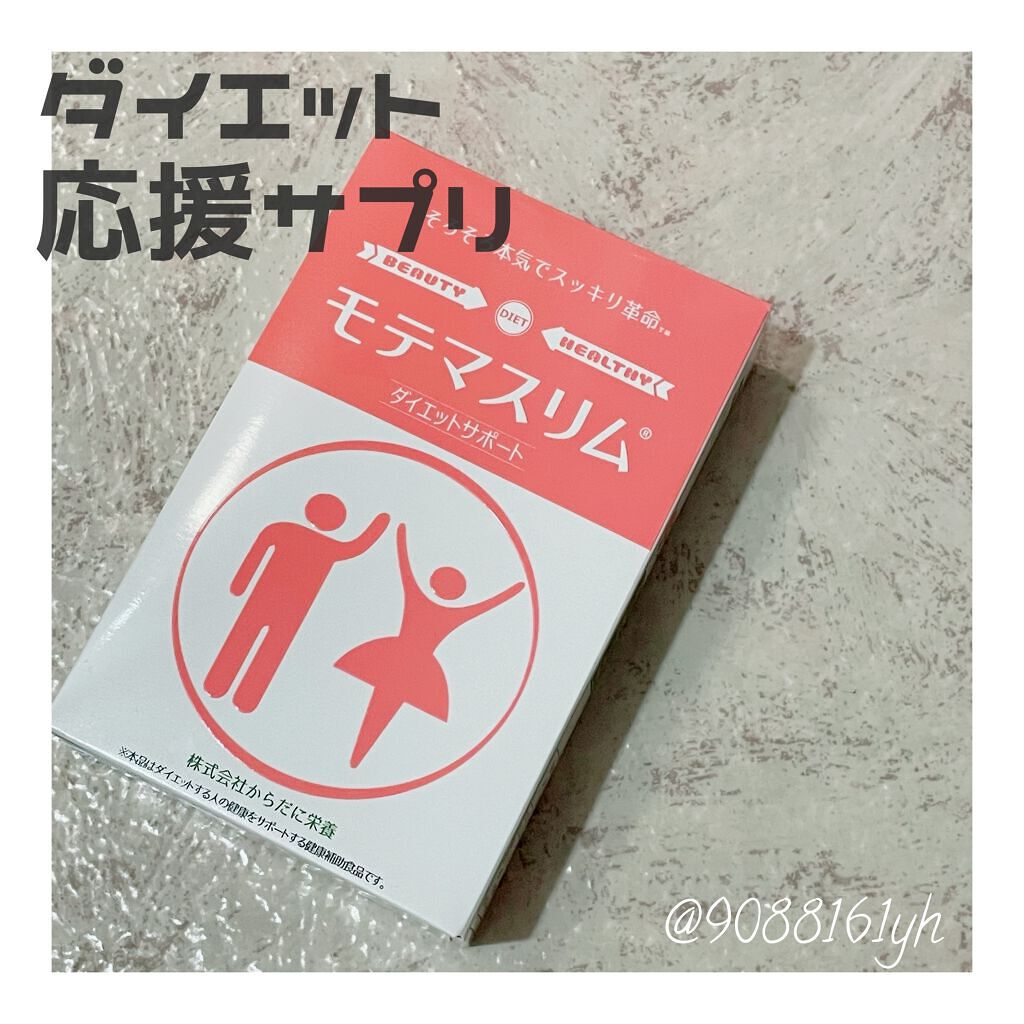 ダイエット
応援サプリ
本気でスッキリ革命
BEAUTY
DIET
HEALTHY
モテマスリム®
ダイエットサポート
株式会社からだに栄養
※本品はダイエットする人の健康をサポートする健康補助食品です。
@9088161yh